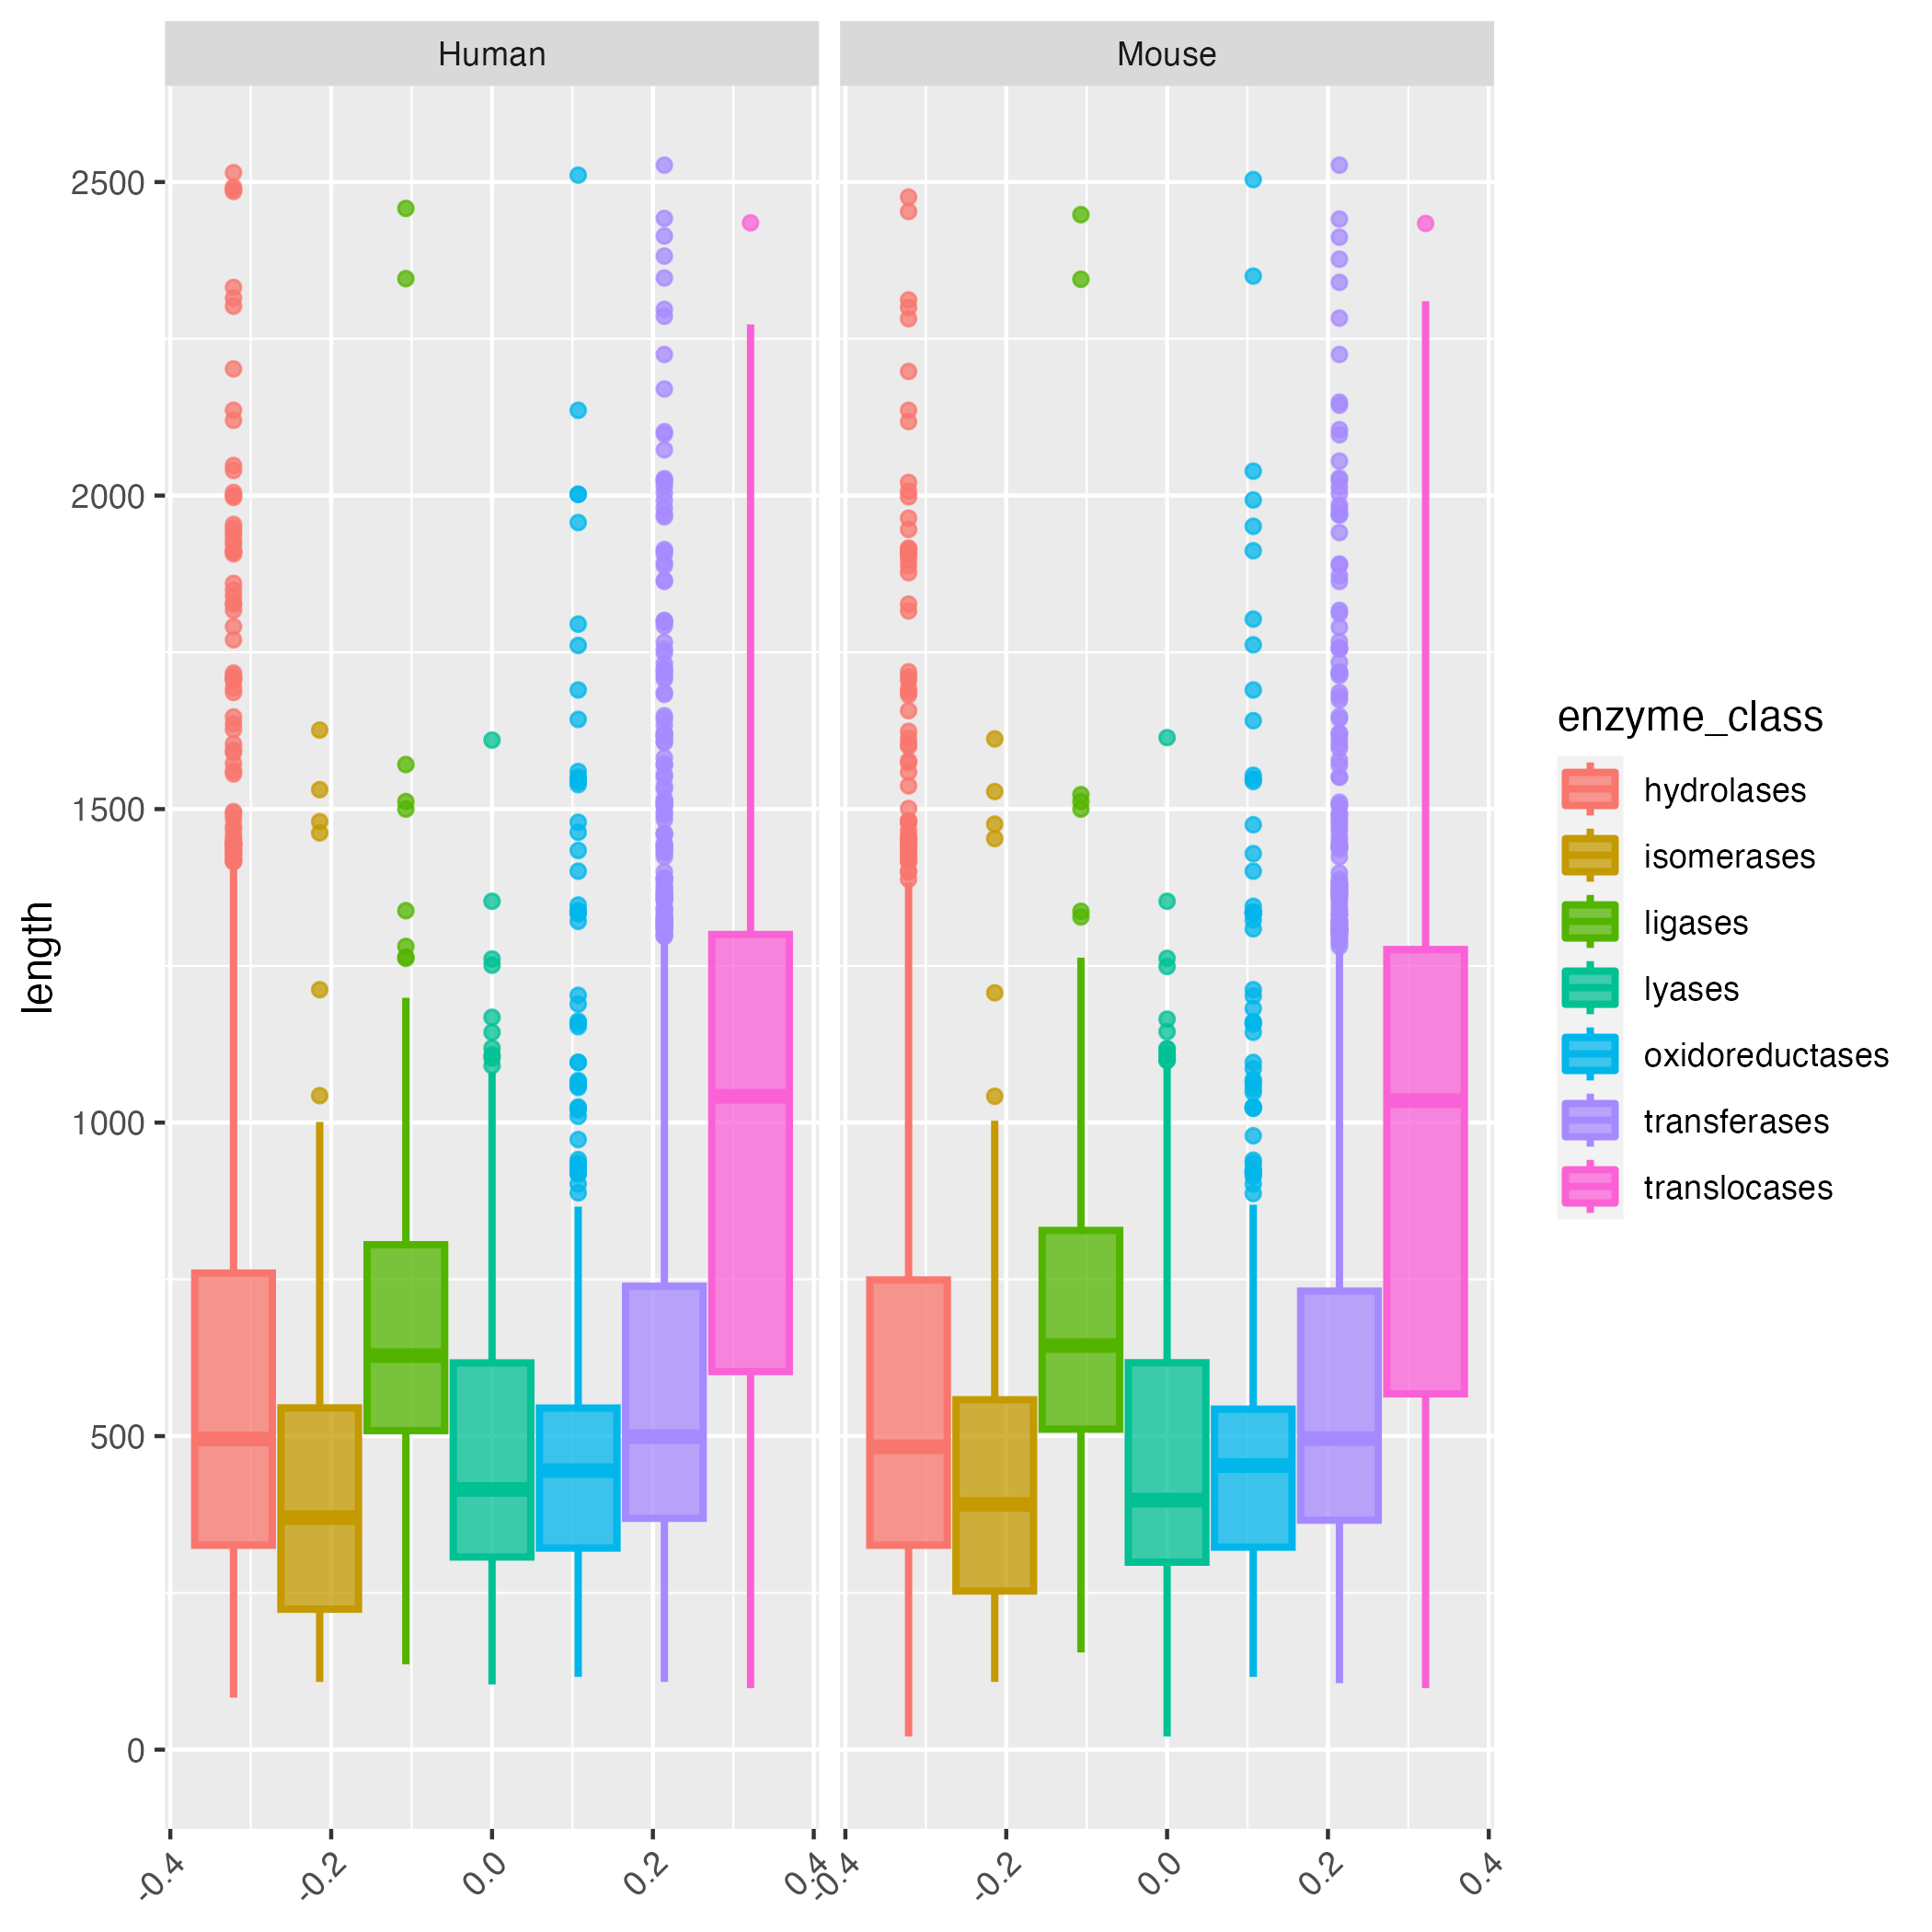 Human Mouse
2500
2000
1500
1000
500
0
length
-0.4 -0.2 0.0 0.2 0.4 -0.4 -0.2 0.0 0.2 0.4
enzyme_class
hydrolases
isomerases
ligases
lyases
oxidoreductases
transferases
translocases